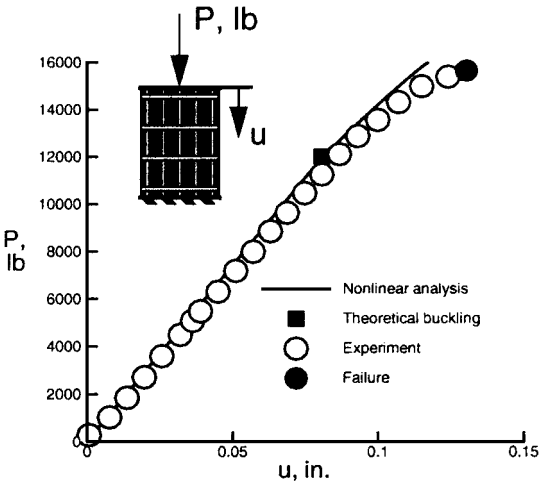 P, lb
u
16000
14000
12000
10000
8000
6000
4000
2000
0
P,
lb
Nonlinear analysis
Theoretical buckling
Experiment
Failure
0
0.05
0.1
0.15
u, in.